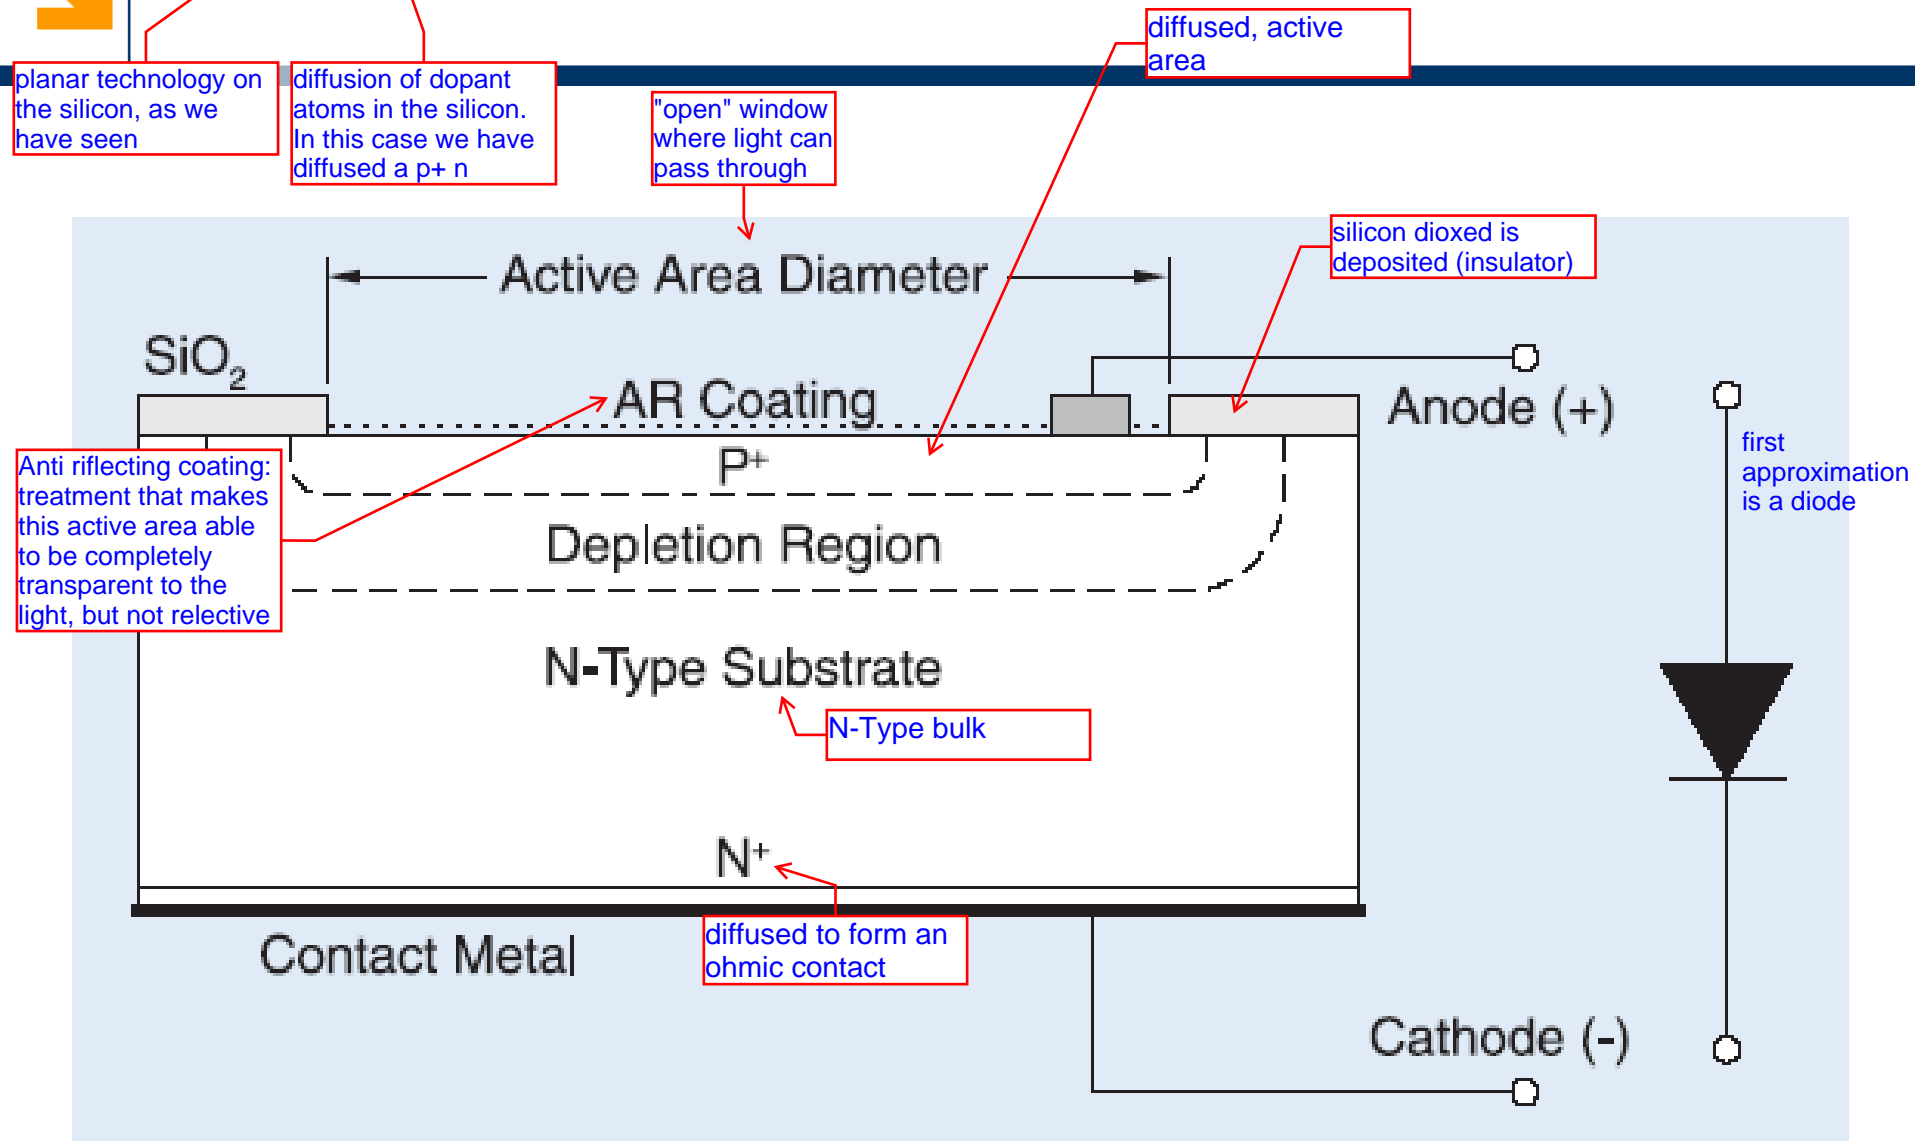 diffused, active
area
planar technology on
the silicon, as we
have seen
diffusion of dopant
atoms in the silicon.
In this case we have
diffused a p+ n
"open" window
where light can
pass through
silicon dioxed is
deposited (insulator)
Active Area Diameter
SiO₂
AR Coating
Anode (+)
first
approximation
is a diode
Anti riflecting coating:
treatment that makes
this active area able
to be completely
transparent to the
light, but not relective
P⁺
Depletion Region
N-Type Substrate
N-Type bulk
N⁺
diffused to form an
ohmic contact
Contact Metal
Cathode (-)